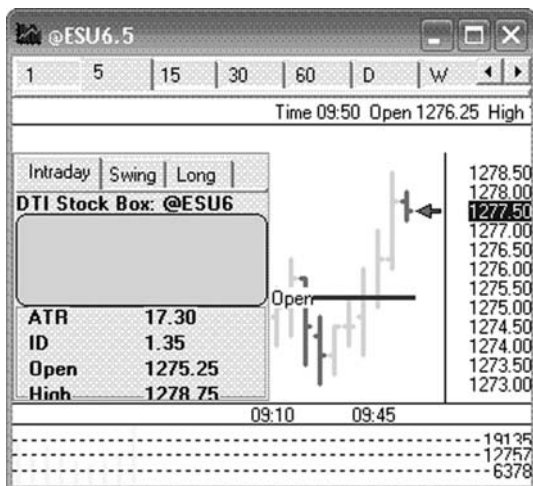 @ESU6.5
1 5 15 30 60 D W
Time 09:50 Open 1276.25 High
Intraday Swing Long
DTI Stock Box: @ESU6
ATR 17.30
ID 1.35
Open 1275.25
High 1278.75
Open
1278.50
1278.00
1277.50
1277.00
1276.50
1276.00
1275.50
1275.00
1274.50
1274.00
1273.50
1273.00
09:10 09:45
19135
12757
6378